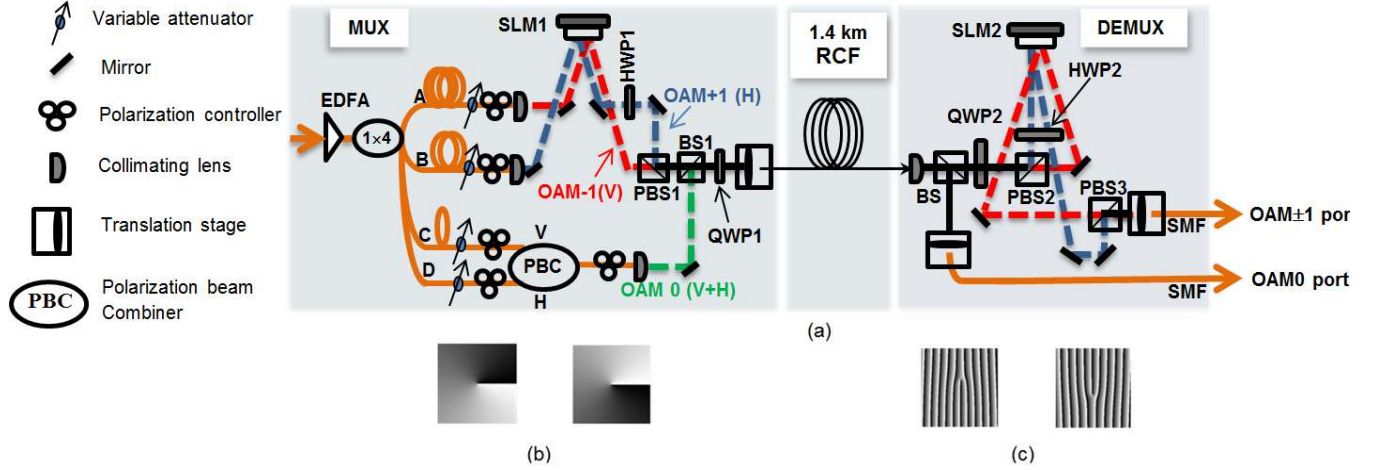 Variable attenuator
Mirror
Polarization controller
Collimating lens
Translation stage
PBC
Polarization beam
Combiner
MUX
EDFA
1×4
A
B
C
D
SLM1
HWP1
OAM+1 (H)
BS1
OAM-1(V)
PBS1
QWP1
V
PBC
H
OAM 0 (V+H)
1.4 km
RCF
SLM2
DEMUX
HWP2
QWP2
BS
PBS2
PBS3
SMF
OAM±1 por
SMF
OAM0 port
(a)
(b)
(c)